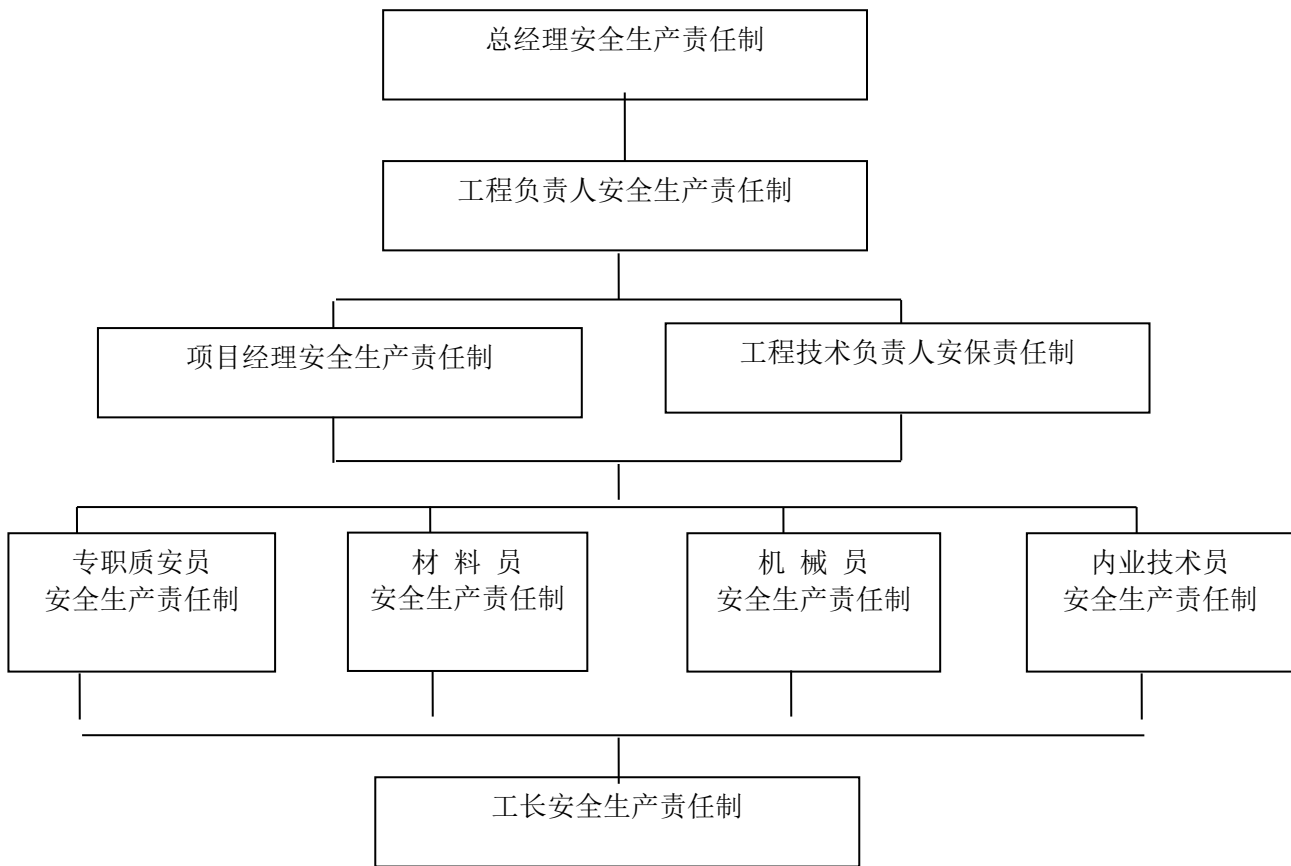 总经理安全生产责任制
工程负责人安全生产责任制
项目经理安全生产责任制
工程技术负责人安保责任制
专职质安员
安全生产责任制
材 料 员
安全生产责任制
机 械 员
安全生产责任制
内业技术员
安全生产责任制
工长安全生产责任制